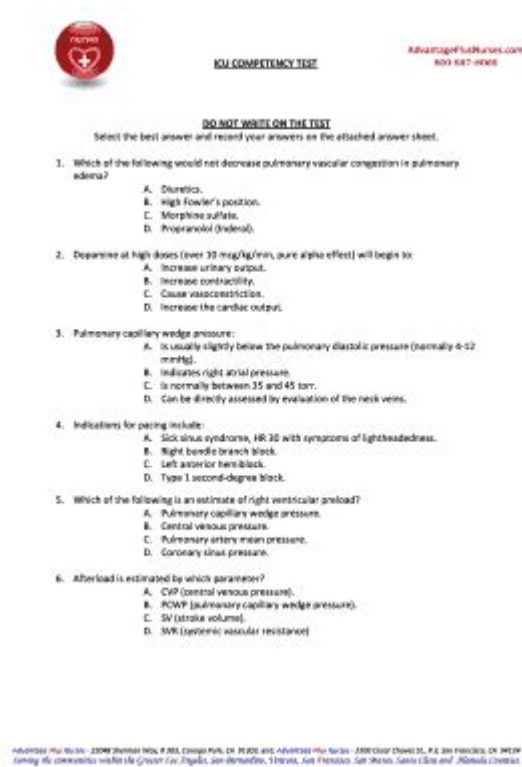 NURSES
AdvantagePlusNurses.com
ICU COMPETENCY TEST
DO NOT WRITE ON THE TEST
Select the best answer and record your answers on the attached answer sheet.
1. Which of the following would not decrease pulmonary vascular congestion in pulmonary
edema?
A. Diuretics.
B. High Fowler's position.
C. Morphine sulfate.
D. Propranolol (Inderal).
2. Dopamine at high doses (over 10 mcg/kg/min, pure alpha effect) will begin to:
A. Increase urinary output.
B. Increase contractility.
C. Cause vasoconstriction.
D. Increase the cardiac output.
3. Pulmonary capillary wedge pressure:
A. Is usually slightly below the pulmonary diastolic pressure (normally 4-12
mmHg).
B. Indicates right atrial pressure.
C. Is normally between 35 and 45 torr.
D. Can be directly assessed by evaluation of the neck veins.
4. Indications for pacing include:
A. Sick sinus syndrome, HR 30 with symptoms of lightheadedness.
B. Right bundle branch block.
C. Left anterior hemiblock.
D. Type 1 second-degree block.
5. Which of the following is an estimate of right ventricular preload?
A. Pulmonary capillary wedge pressure.
B. Central venous pressure.
C. Pulmonary artery mean pressure.
D. Coronary sinus pressure.
6. Afterload is estimated by which parameter?
A. CVP (central venous pressure).
B. PCWP (pulmonary capillary wedge pressure).
C. SV (stroke volume).
D. SVR (systemic vascular resistance)